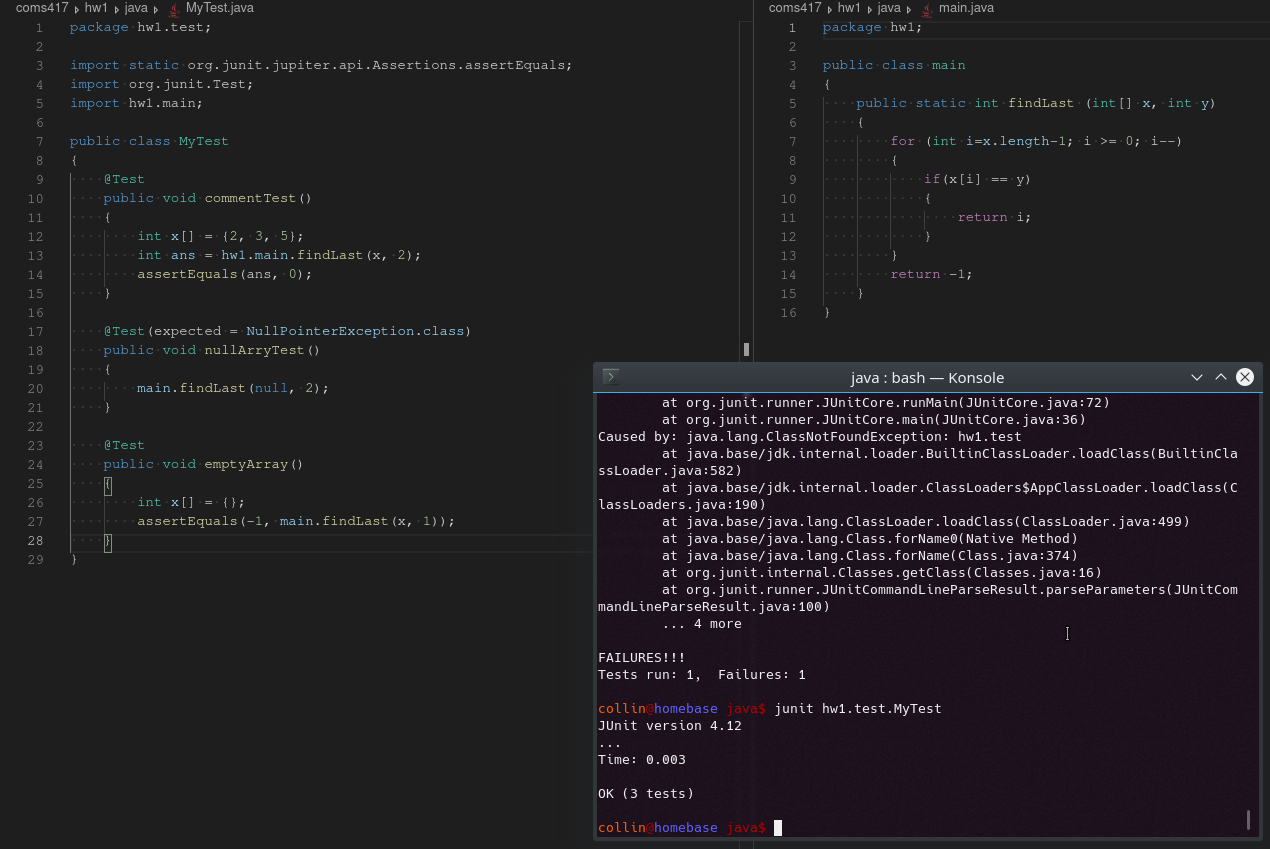 coms417 › hw1 › java › MyTest.java
1 package hw1.test;
2
3 import static org.junit.jupiter.api.Assertions.assertEquals;
4 import org.junit.Test;
5 import hw1.main;
6
7 public class MyTest
8 {
9 @Test
10 public void commentTest()
11 {
12 int x[] = {2, 3, 5};
13 int ans = hw1.main.findLast(x, 2);
14 assertEquals(ans, 0);
15 }
16
17 @Test(expected = NullPointerException.class)
18 public void nullArryTest()
19 {
20 main.findLast(null, 2);
21 }
22
23 @Test
24 public void emptyArray()
25 {
26 int x[] = {};
27 assertEquals(-1, main.findLast(x, 1));
28 }
29 }
coms417 › hw1 › java › main.java
1 package hw1;
2
3 public class main
4 {
5 public static int findLast (int[] x, int y)
6 {
7 for (int i=x.length-1; i >= 0; i--)
8 {
9 if(x[i] == y)
10 {
11 return i;
12 }
13 }
14 return -1;
15 }
16 }
java : bash — Konsole
at org.junit.runner.JUnitCore.runMain(JUnitCore.java:72)
at org.junit.runner.JUnitCore.main(JUnitCore.java:36)
Caused by: java.lang.ClassNotFoundException: hw1.test
at java.base/jdk.internal.loader.BuiltinClassLoader.loadClass(BuiltinCla
ssLoader.java:582)
at java.base/jdk.internal.loader.ClassLoaders$AppClassLoader.loadClass(C
lassLoaders.java:190)
at java.base/java.lang.ClassLoader.loadClass(ClassLoader.java:499)
at java.base/java.lang.Class.forName0(Native Method)
at java.base/java.lang.Class.forName(Class.java:374)
at org.junit.internal.Classes.getClass(Classes.java:16)
at org.junit.runner.JUnitCommandLineParseResult.parseParameters(JUnitCom
mandLineParseResult.java:100)
... 4 more
FAILURES!!!
Tests run: 1,  Failures: 1
collin@homebase java$ junit hw1.test.MyTest
JUnit version 4.12
...
Time: 0.003
OK (3 tests)
collin@homebase java$